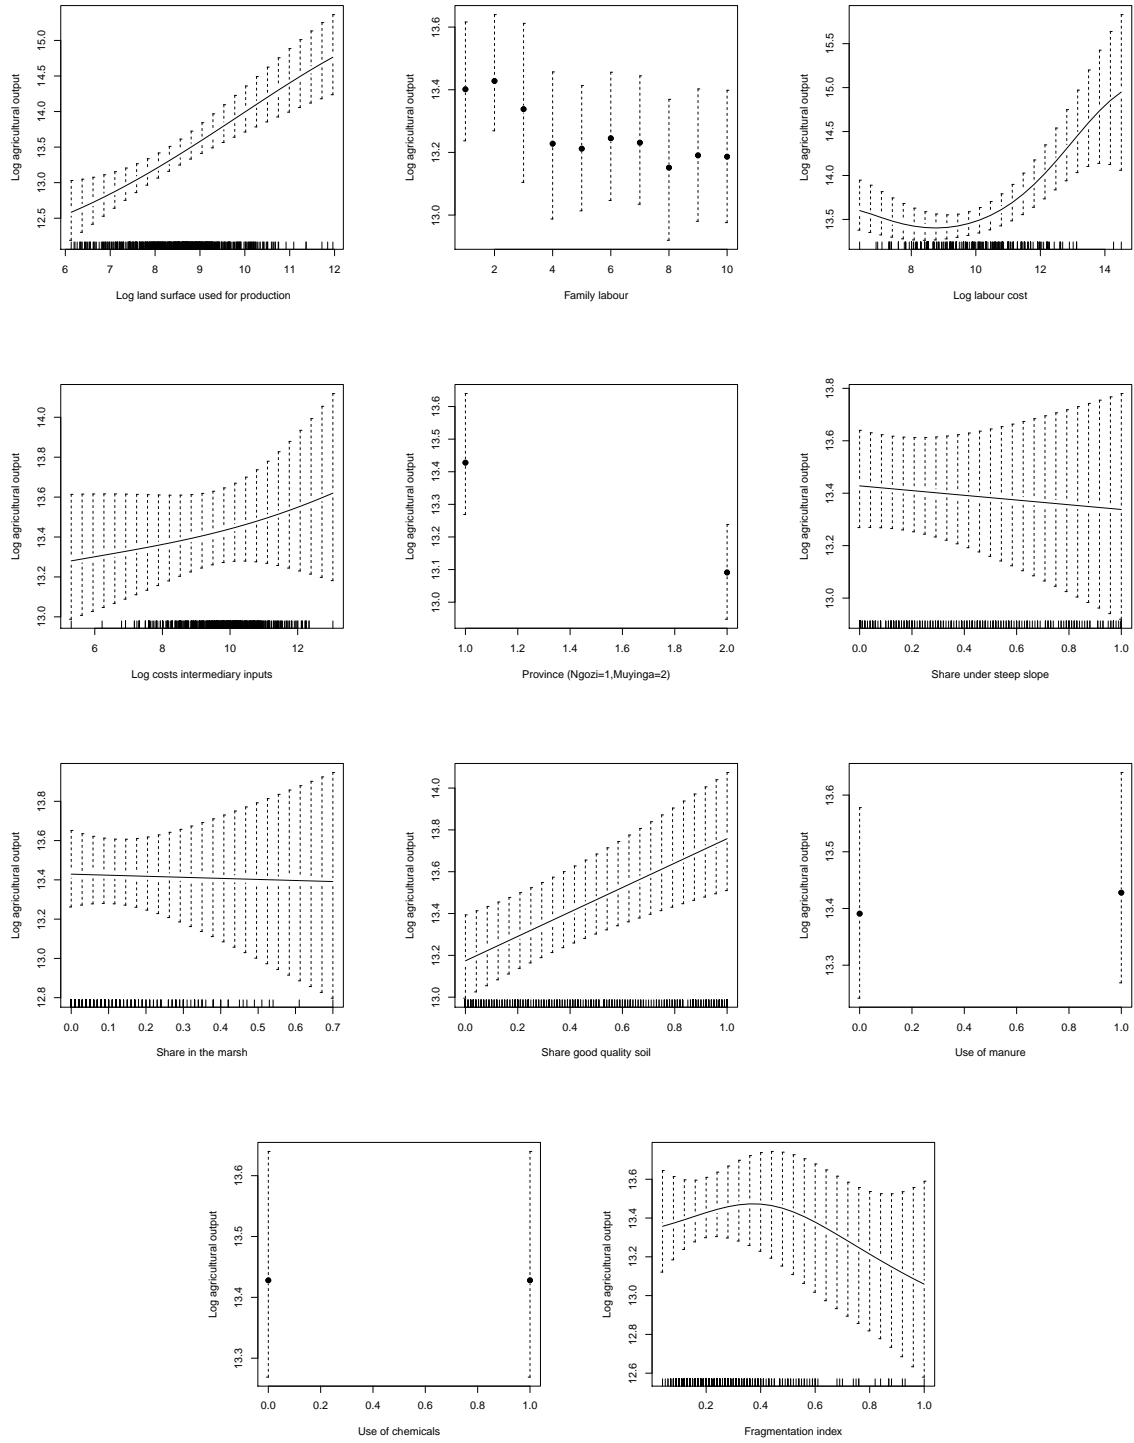 12.5 13.0 13.5 14.0 14.5 15.0
Log agricultural output
6 7 8 9 10 11 12
Log land surface used for production
13.0 13.2 13.4 13.6
Log agricultural output
2 4 6 8 10
Family labour
13.5 14.0 14.5 15.0 15.5
Log agricultural output
8 10 12 14
Log labour cost
13.0 13.2 13.4 13.6 13.8 14.0
Log agricultural output
6 8 10 12
Log costs intermediary inputs
13.0 13.1 13.2 13.3 13.4 13.5 13.6
Log agricultural output
1.0 1.2 1.4 1.6 1.8 2.0
Province (Ngozi=1,Muyinga=2)
13.0 13.2 13.4 13.6 13.8
Log agricultural output
0.0 0.2 0.4 0.6 0.8 1.0
Share under steep slope
12.8 13.0 13.2 13.4 13.6 13.8
Log agricultural output
0.0 0.1 0.2 0.3 0.4 0.5 0.6 0.7
Share in the marsh
13.0 13.2 13.4 13.6 13.8 14.0
Log agricultural output
0.0 0.2 0.4 0.6 0.8 1.0
Share good quality soil
13.3 13.4 13.5 13.6
Log agricultural output
0.0 0.2 0.4 0.6 0.8 1.0
Use of manure
13.3 13.4 13.5 13.6
Log agricultural output
0.0 0.2 0.4 0.6 0.8 1.0
Use of chemicals
12.6 12.8 13.0 13.2 13.4 13.6
Log agricultural output
0.2 0.4 0.6 0.8 1.0
Fragmentation index